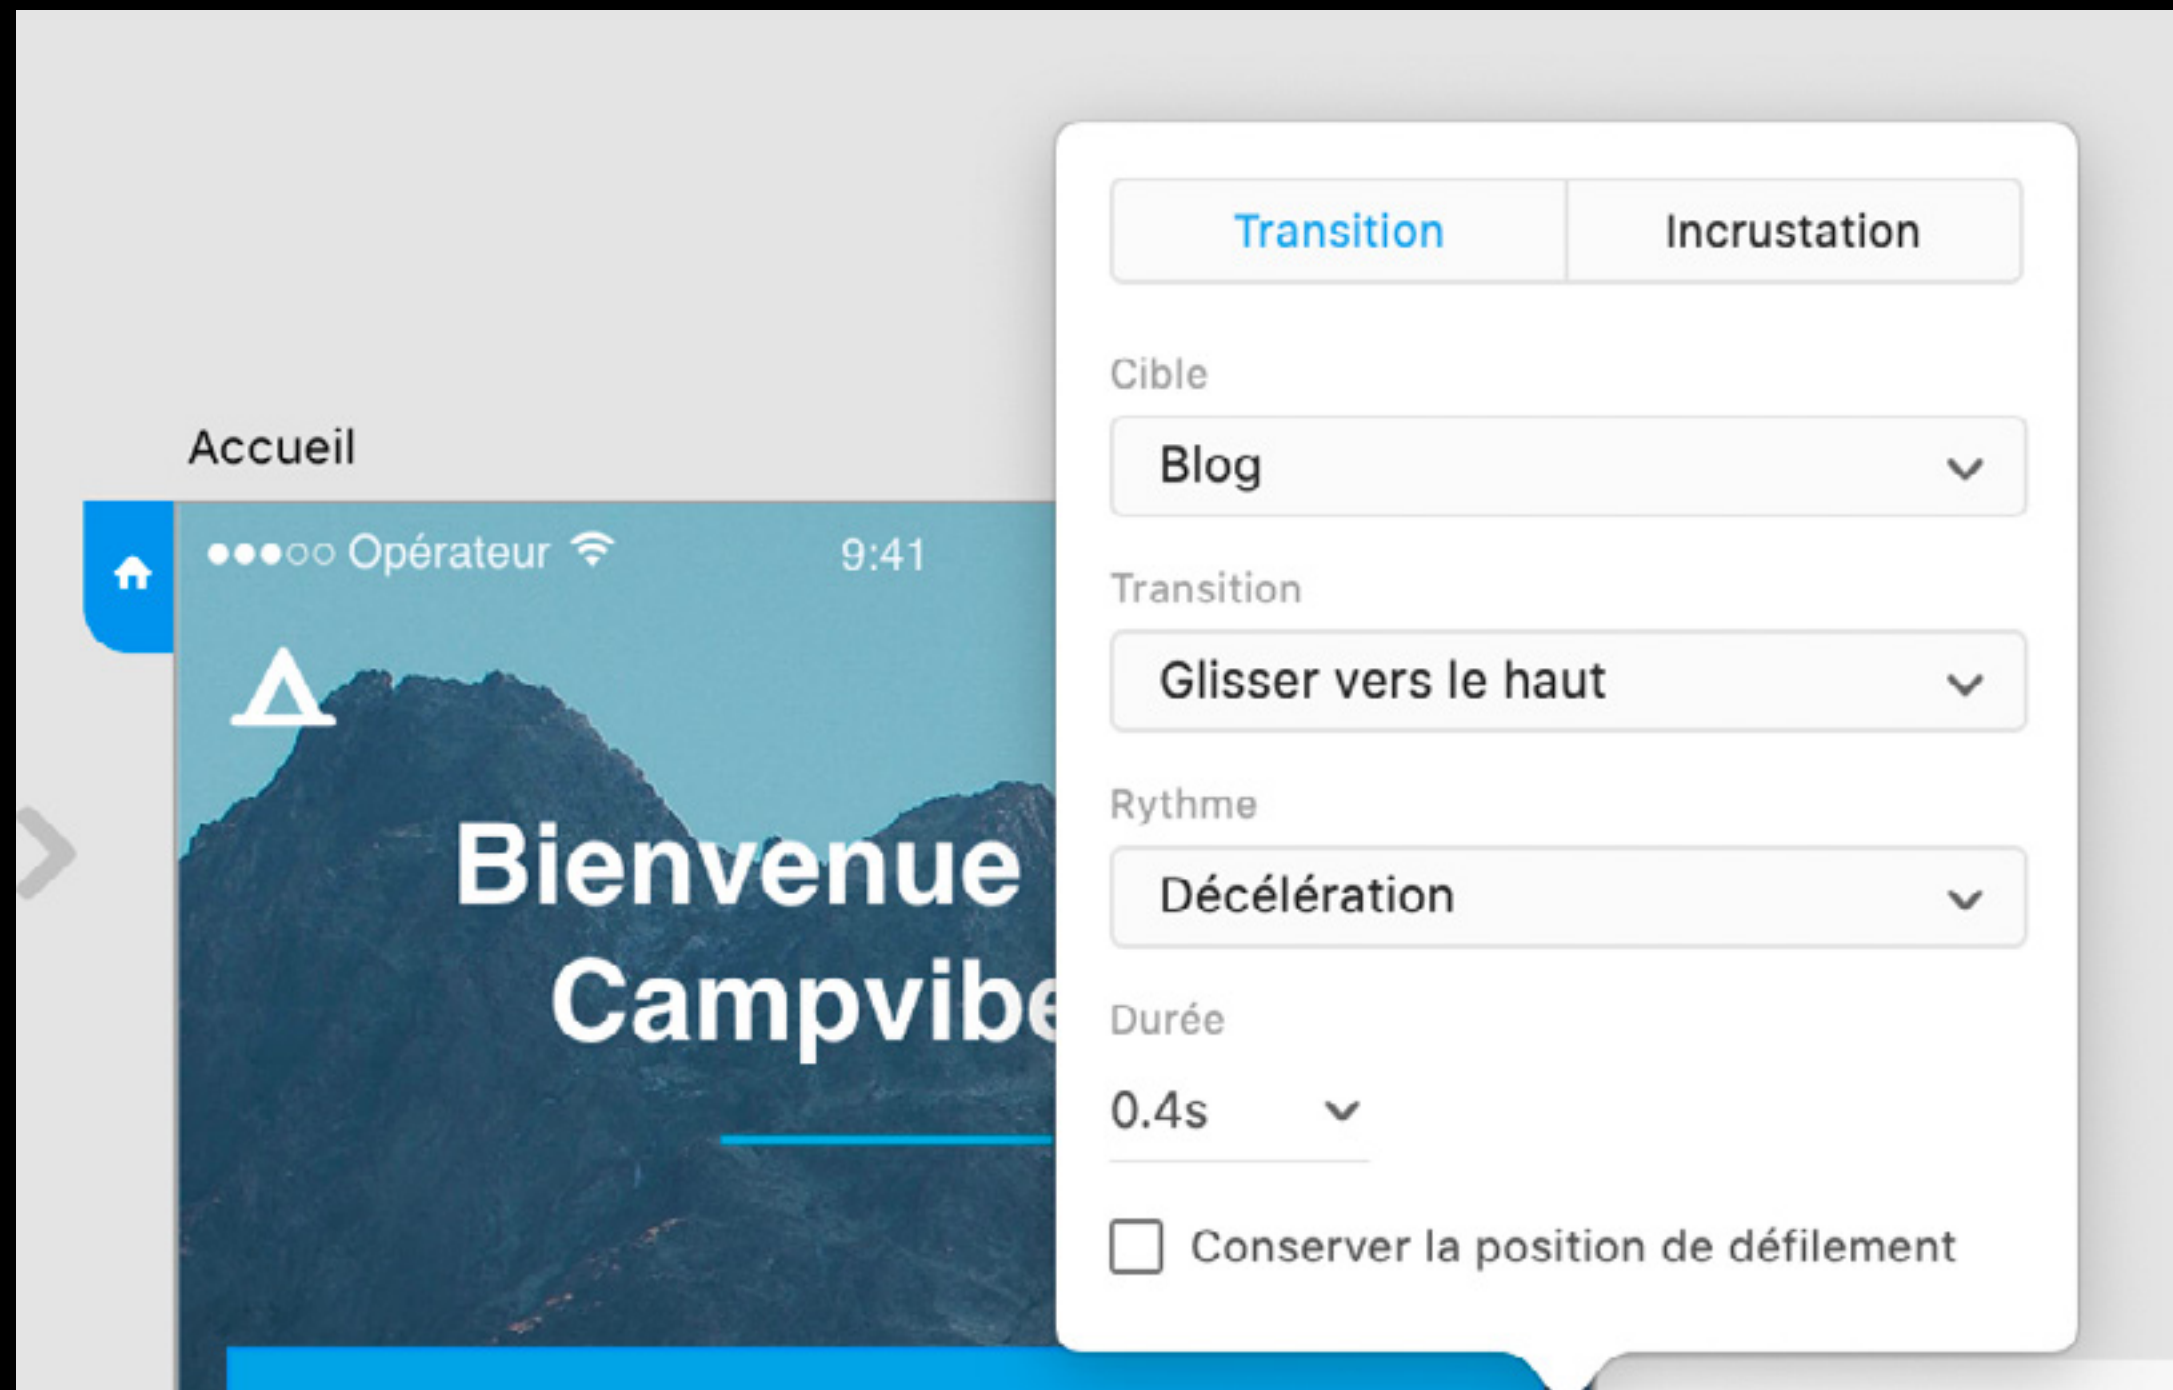 Transition
Incrustation
Cible
Blog
Transition
Glisser vers le haut
Rythme
Décélération
Durée
0.4s
Conserver la position de défilement
Accueil
Opérateur 9:41
Bienvenue
Campvibe